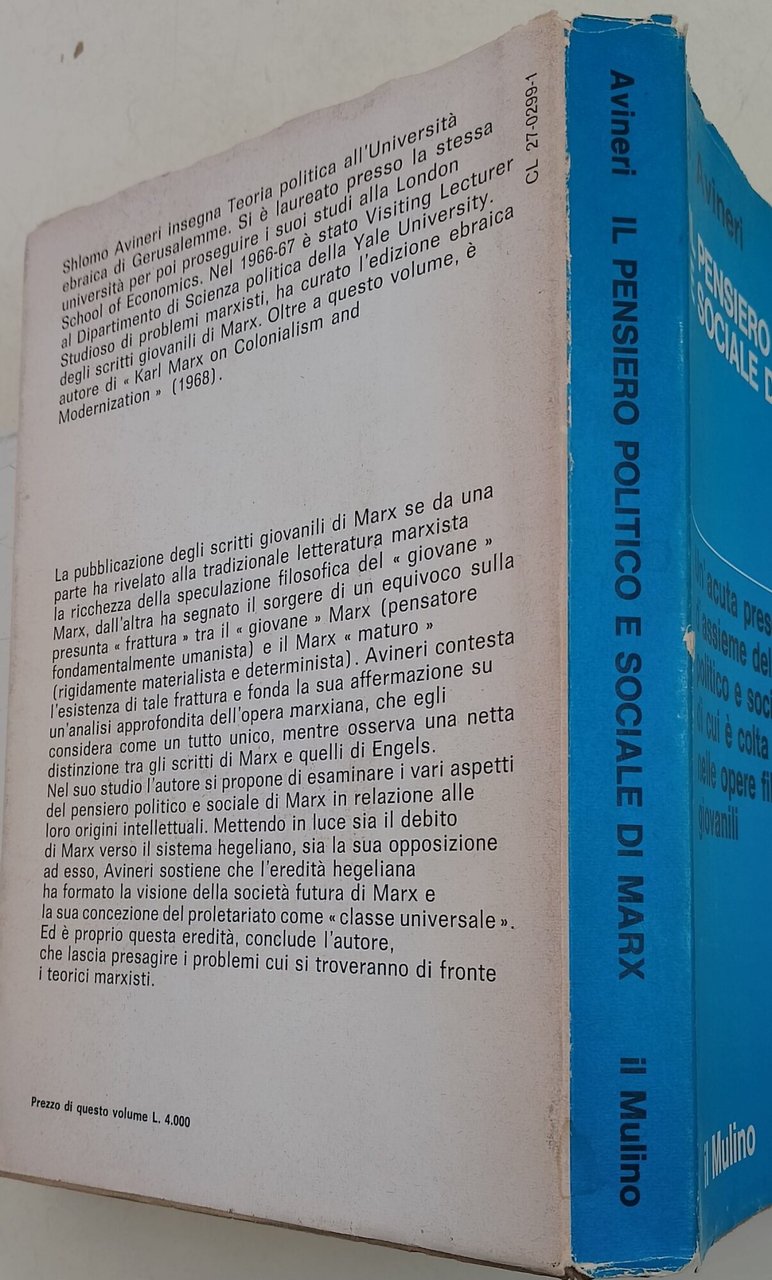 Shlomo Avineri insegna Teoria politica all'Università
ebraica di Gerusalemme. Si è laureato presso la stessa
università per poi proseguire i suoi studi alla London
School of Economics. Nel 1966-67 è stato Visiting Lecturer
al Dipartimento di Scienza politica della Yale University.
Studioso di problemi marxisti, ha curato l'edizione ebraica
degli scritti giovanili di Marx. Oltre a questo volume, è
autore di « Karl Marx on Colonialism and
Modernization » (1968).
CL 27-0299-1
La pubblicazione degli scritti giovanili di Marx se da una
parte ha rivelato alla tradizionale letteratura marxista
la ricchezza della speculazione filosofica del « giovane »
Marx, dall'altra ha segnato il sorgere di un equivoco sulla
presunta « frattura » tra il « giovane » Marx (pensatore
fondamentalmente umanista) e il Marx « maturo »
(rigidamente materialista e determinista). Avineri contesta
l'esistenza di tale frattura e fonda la sua affermazione su
un'analisi approfondita dell'opera marxiana, che egli
considera come un tutto unico, mentre osserva una netta
distinzione tra gli scritti di Marx e quelli di Engels.
Nel suo studio l'autore si propone di esaminare i vari aspetti
del pensiero politico e sociale di Marx in relazione alle
loro origini intellettuali. Mettendo in luce sia il debito
di Marx verso il sistema hegeliano, sia la sua opposizione
ad esso, Avineri sostiene che l'eredità hegeliana
ha formato la visione della società futura di Marx e
la sua concezione del proletariato come « classe universale ».
Ed è proprio questa eredità, conclude l'autore,
che lascia presagire i problemi cui si troveranno di fronte
i teorici marxisti.
Prezzo di questo volume L. 4.000
Avineri IL PENSIERO POLITICO E SOCIALE DI MARX il Mulino
Avineri
PENSIERO
SOCIALE D
Un'acuta pres
d'assieme del
politico e soci
di cui è colta
nelle opere fil
giovanili
il Mulino